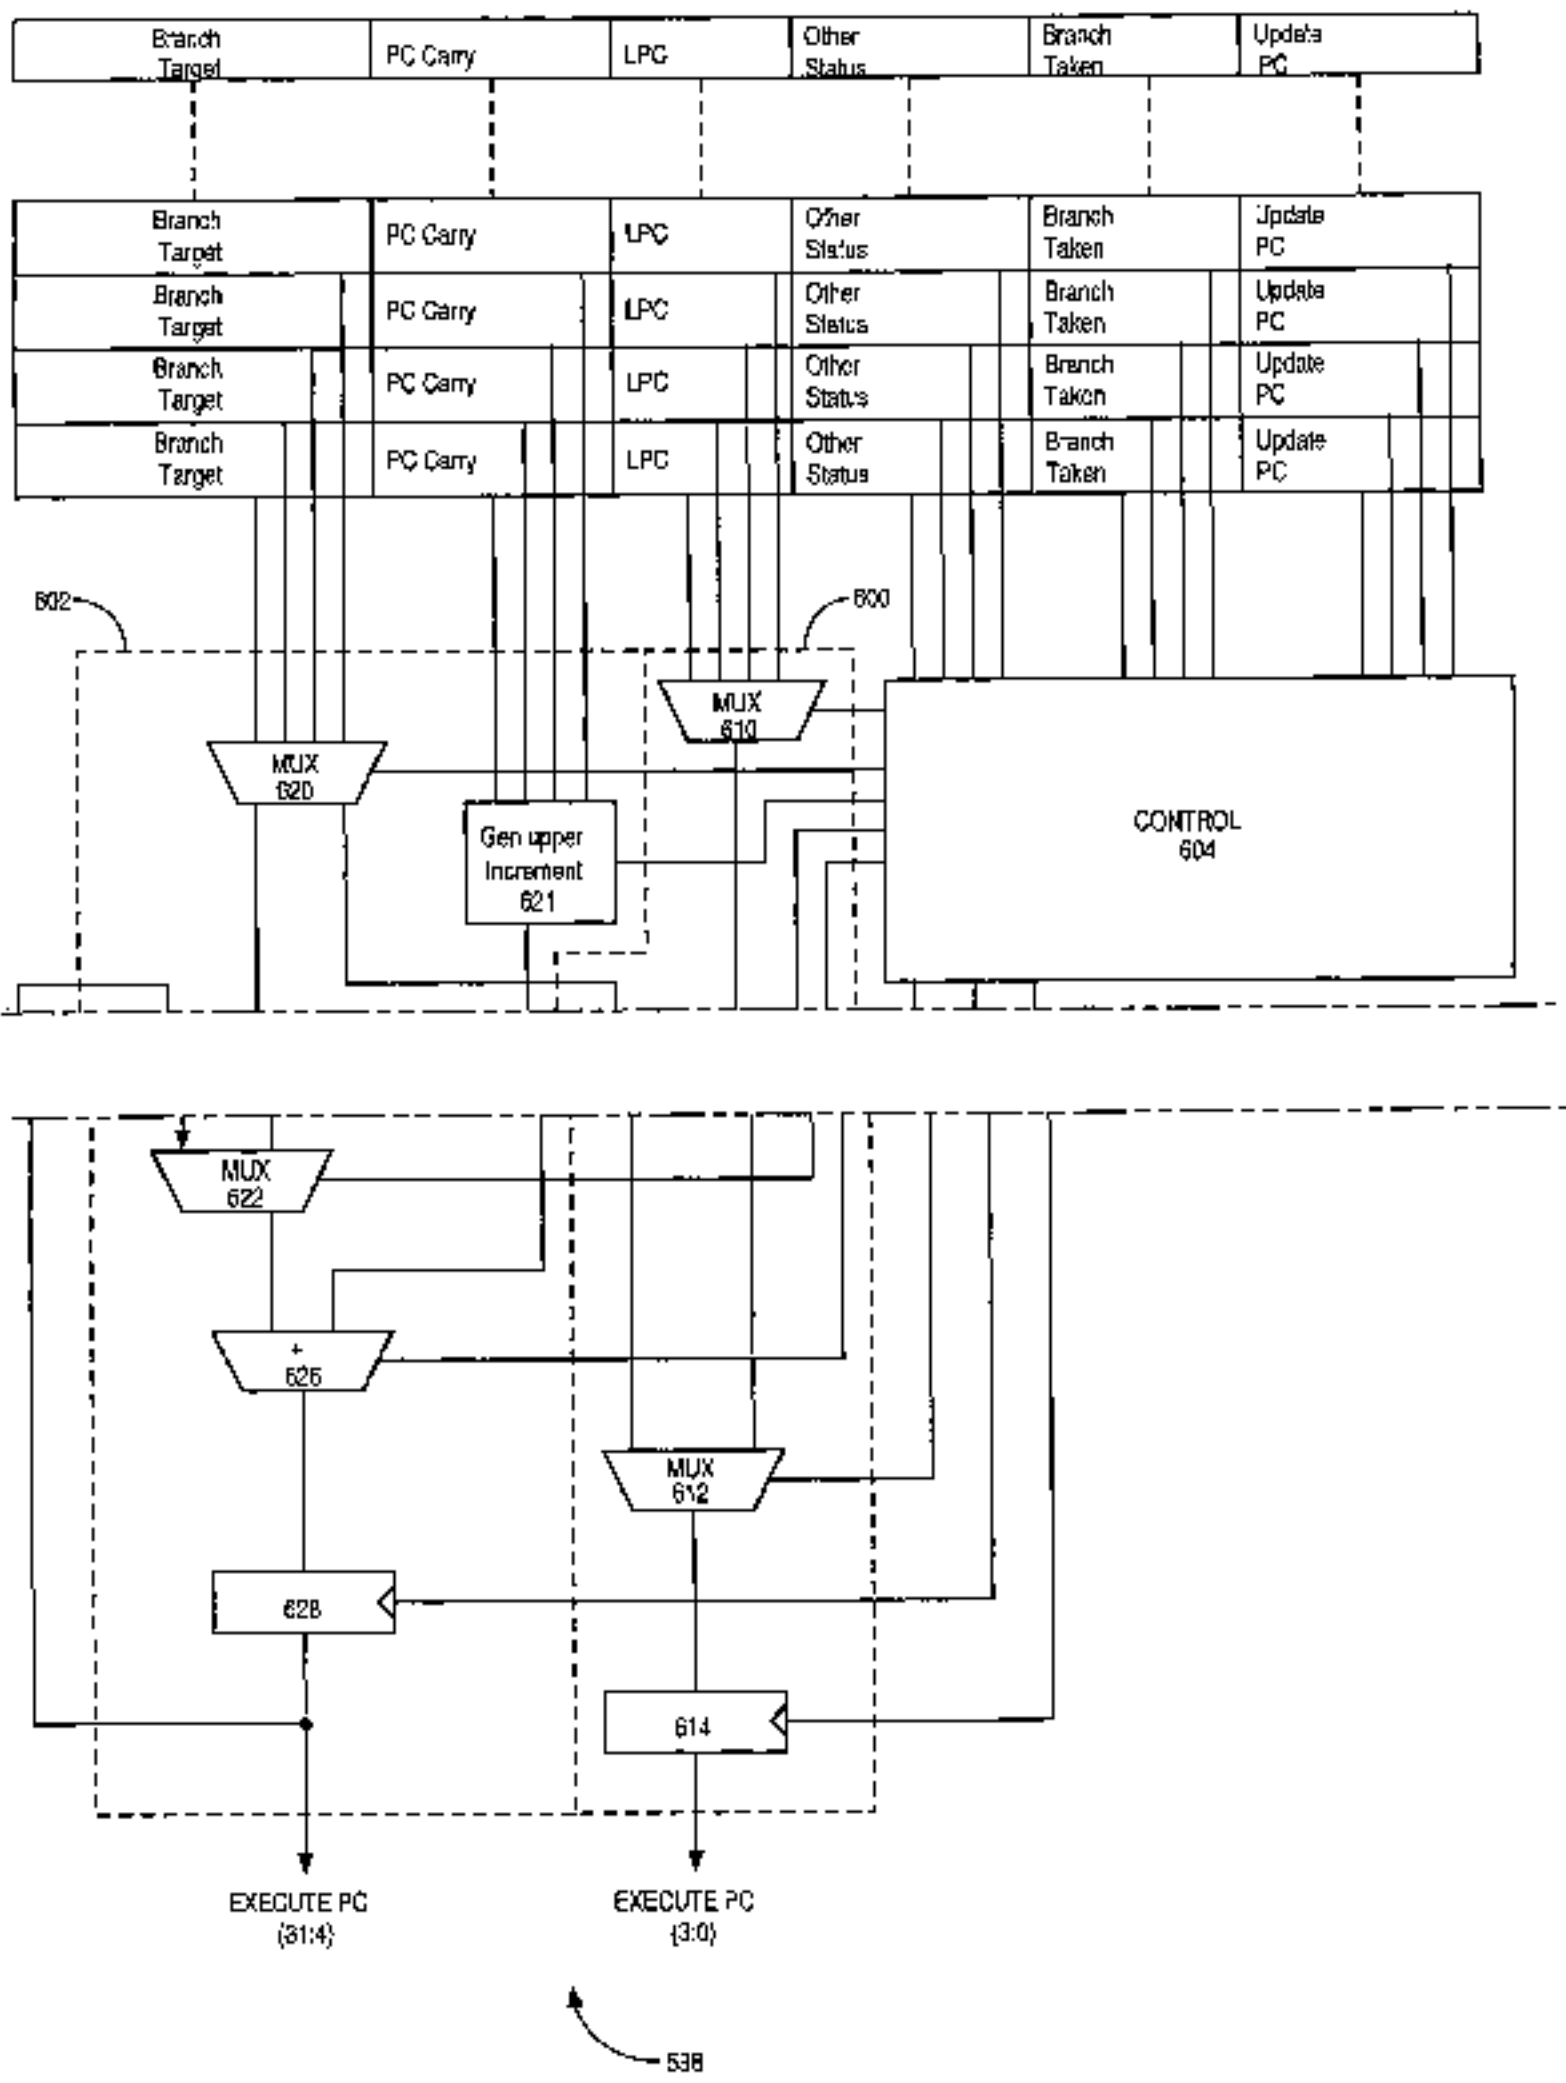 Branch Target
PC Carry
LPC
Other Status
Branch Taken
Update PC
Branch Target
PC Carry
LPC
Other Status
Branch Taken
Update PC
Branch Target
PC Carry
LPC
Other Status
Branch Taken
Update PC
Branch Target
PC Carry
LPC
Other Status
Branch Taken
Update PC
Branch Target
PC Carry
LPC
Other Status
Branch Taken
Update PC
602
600
MUX
610
MUX
620
Gen upper
Increment
621
CONTROL
604
MUX
622
+
626
MUX
612
628
614
EXECUTE PC
(31:4)
EXECUTE PC
(3:0)
598